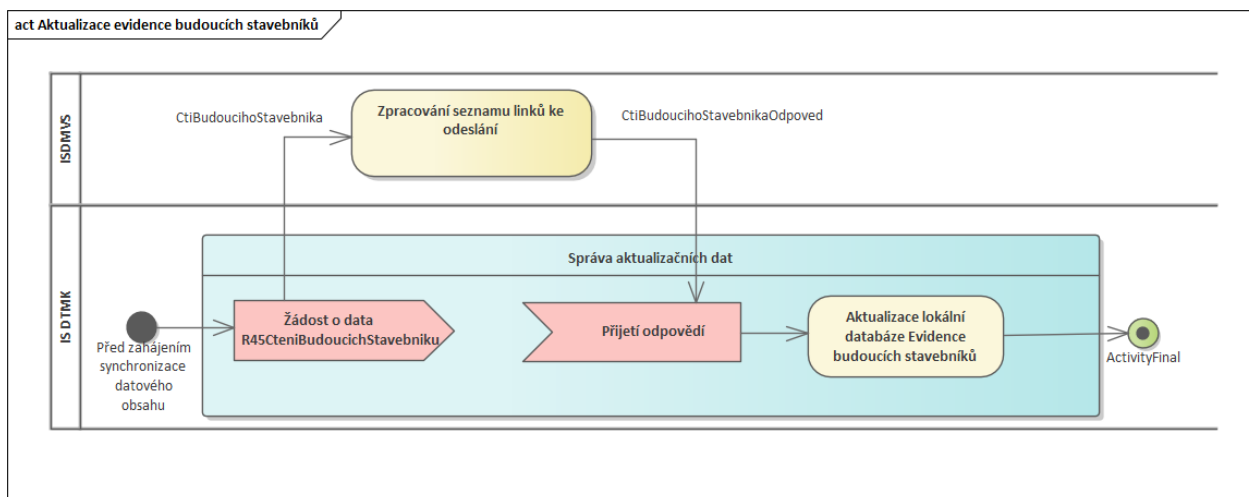 act Aktualizace evidence budoucích stavebníků
ISDMVS
CtiBudoucihoStavebnika
Zpracování seznamu linků ke
odeslání
CtiBudoucihoStavebnikaOdpoved
IS DTMK
Správa aktualizačních dat
Před zahájením
synchronizace
datového
obsahu
Žádost o data
R45CteniBudoucichStavebniku
Přijetí odpovědí
Aktualizace lokální
databáze Evidence
budoucích stavebníků
ActivityFinal